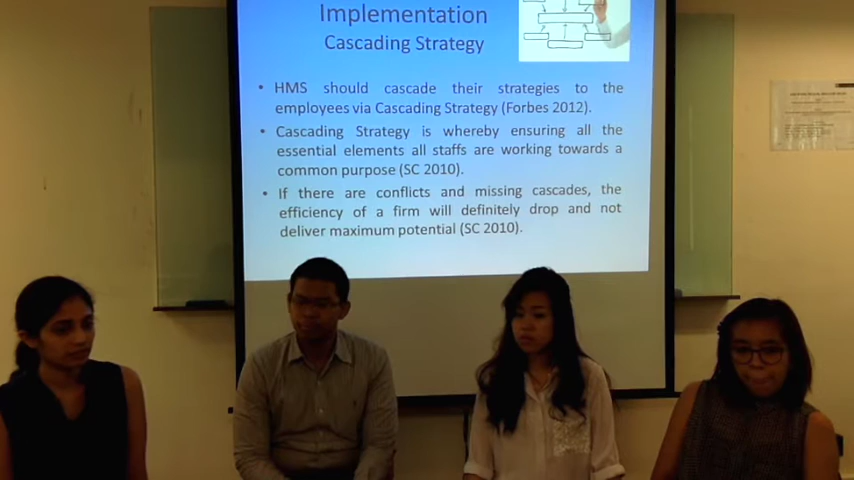 Implementation
Cascading Strategy
• HMS should cascade their strategies to the
employees via Cascading Strategy (Forbes 2012).
• Cascading Strategy is whereby ensuring all the
essential elements all staffs are working towards a
common purpose (SC 2010).
• If there are conflicts and missing cascades, the
efficiency of a firm will definitely drop and not
deliver maximum potential (SC 2010).